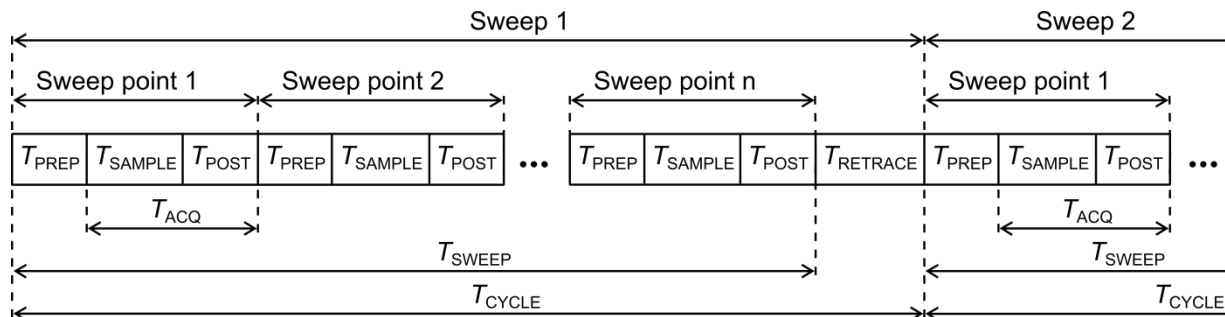 Sweep 1 Sweep 2
Sweep point 1 Sweep point 2 Sweep point n Sweep point 1
TPREP TSAMPLE TPOST TPREP TSAMPLE TPOST ... TPREP TSAMPLE TPOST TRETRACE TPREP TSAMPLE TPOST ...
TACQ TACQ
TSWEEP TSWEEP
TCYCLE TCYCLE